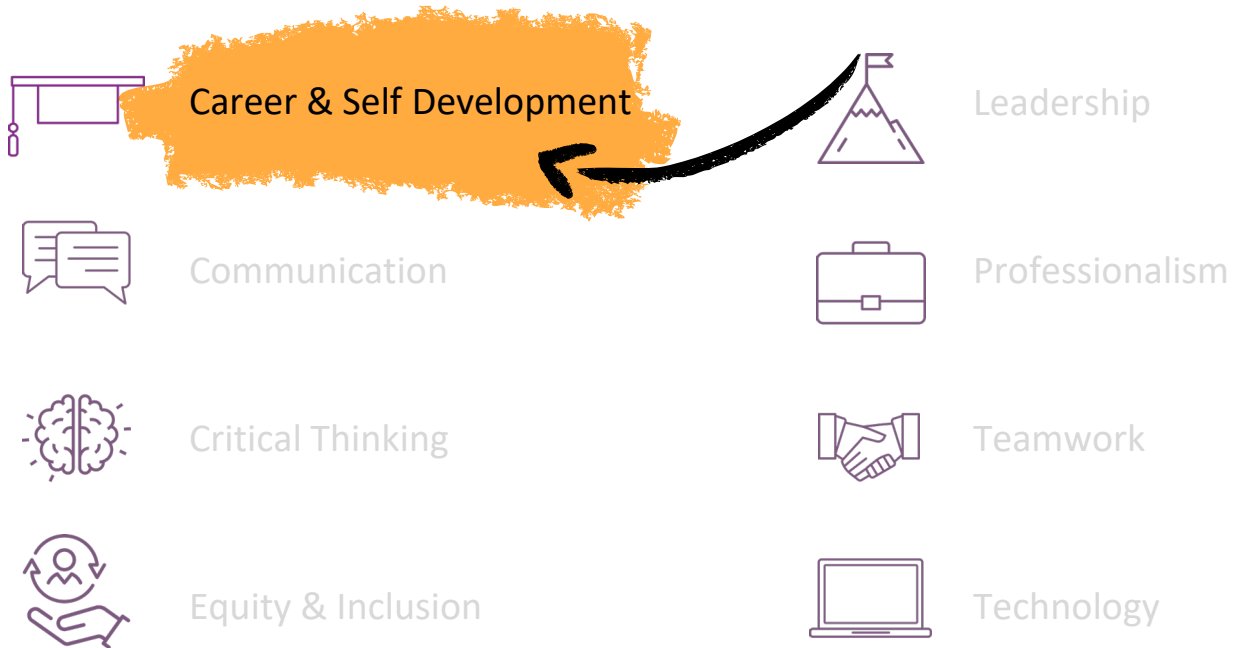 Career & Self Development
Leadership
Communication
Professionalism
Critical Thinking
Teamwork
Equity & Inclusion
Technology